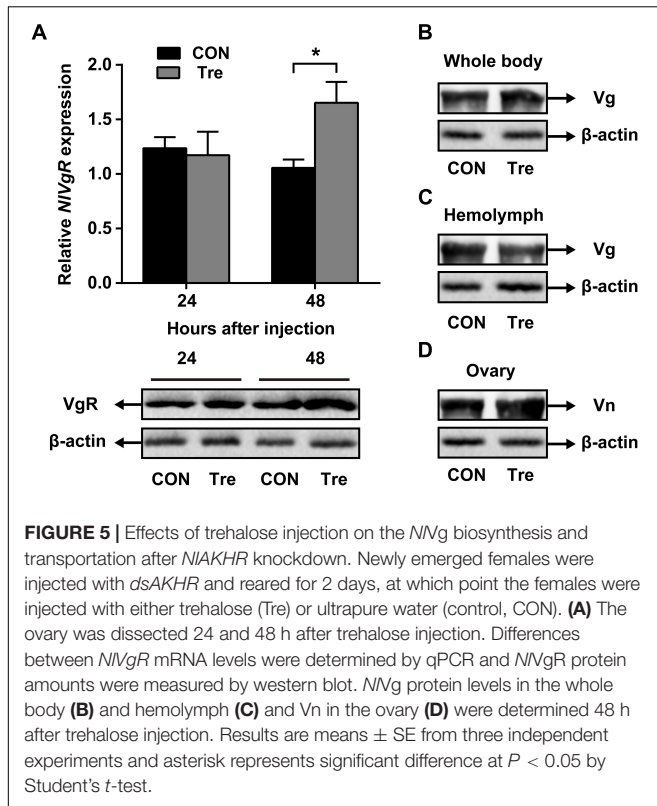 A
CON
Tre
*
2.0
1.5
1.0
0.5
0.0
Relative NlVgR expression
24 48
Hours after injection
24 48
VgR
β-actin
CON Tre CON Tre
B
Whole body
Vg
β-actin
CON Tre
C
Hemolymph
Vg
β-actin
CON Tre
D
Ovary
Vn
β-actin
CON Tre
FIGURE 5 | Effects of trehalose injection on the NlVg biosynthesis and
transportation after NlAKHR knockdown. Newly emerged females were
injected with dsAKHR and reared for 2 days, at which point the females were
injected with either trehalose (Tre) or ultrapure water (control, CON). (A) The
ovary was dissected 24 and 48 h after trehalose injection. Differences
between NlVgR mRNA levels were determined by qPCR and NlVgR protein
amounts were measured by western blot. NlVg protein levels in the whole
body (B) and hemolymph (C) and Vn in the ovary (D) were determined 48 h
after trehalose injection. Results are means ± SE from three independent
experiments and asterisk represents significant difference at P < 0.05 by
Student's t-test.